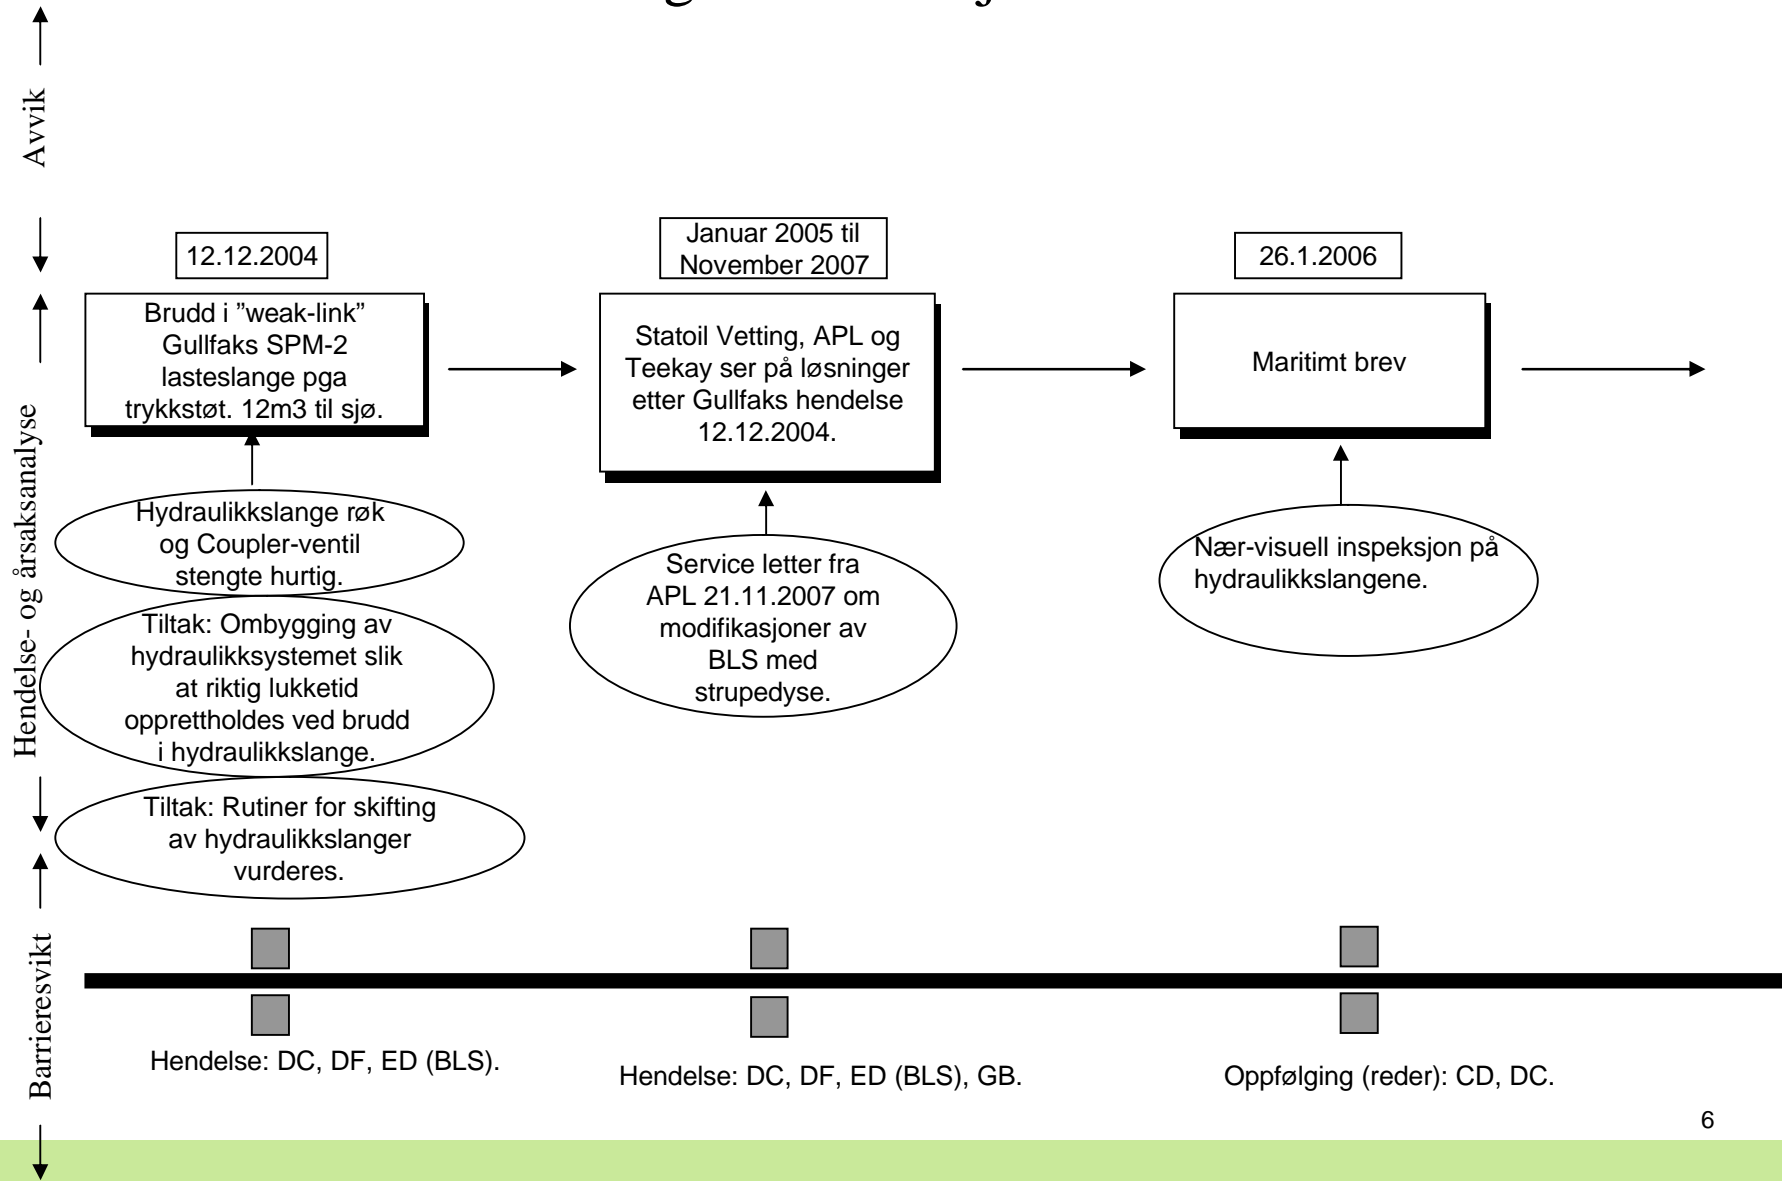 Avvik
Hendelse- og årsaksanalyse
Barrieresvikt
12.12.2004
Brudd i ”weak-link”
Gullfaks SPM-2
lasteslange pga
trykkstøt. 12m3 til sjø.
Hydraulikkslange røk
og Coupler-ventil
stengte hurtig.
Tiltak: Ombygging av
hydraulikksystemet slik
at riktig lukketid
opprettholdes ved brudd
i hydraulikkslange.
Tiltak: Rutiner for skifting
av hydraulikkslanger
vurderes.
Hendelse: DC, DF, ED (BLS).
Januar 2005 til
November 2007
Statoil Vetting, APL og
Teekay ser på løsninger
etter Gullfaks hendelse
12.12.2004.
Service letter fra
APL 21.11.2007 om
modifikasjoner av
BLS med
strupedyse.
Hendelse: DC, DF, ED (BLS), GB.
26.1.2006
Maritimt brev
Nær-visuell inspeksjon på
hydraulikkslangene.
Oppfølging (reder): CD, DC.
6